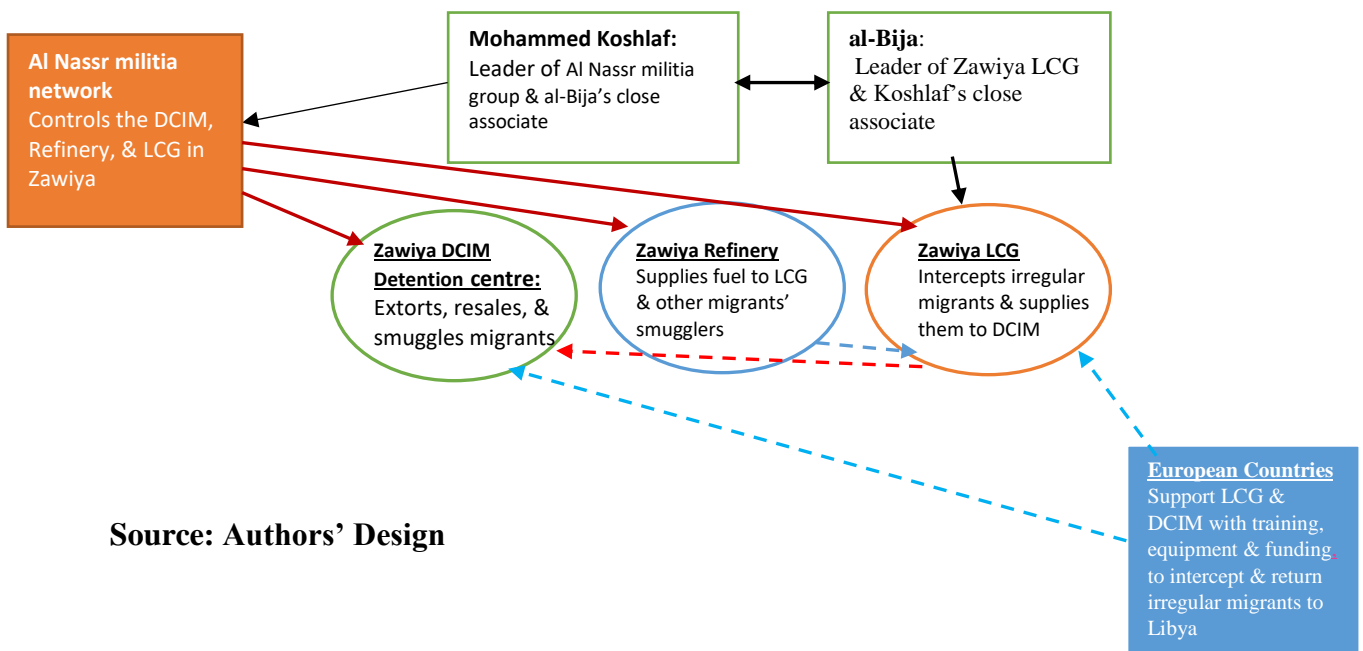 Al Nassr militia
network
Controls the DCIM,
Refinery, & LCG in
Zawiya
Mohammed Koshlaf:
Leader of Al Nassr militia
group & al-Bija's close
associate
al-Bija:
Leader of Zawiya LCG
& Koshlaf's close
associate
Zawiya DCIM
Detention centre:
Extorts, resales, &
smuggles migrants
Zawiya Refinery
Supplies fuel to LCG
& other migrants'
smugglers
Zawiya LCG
Intercepts irregular
migrants & supplies
them to DCIM
European Countries
Support LCG &
DCIM with training,
equipment & funding,
to intercept & return
irregular migrants to
Libya
Source: Authors' Design